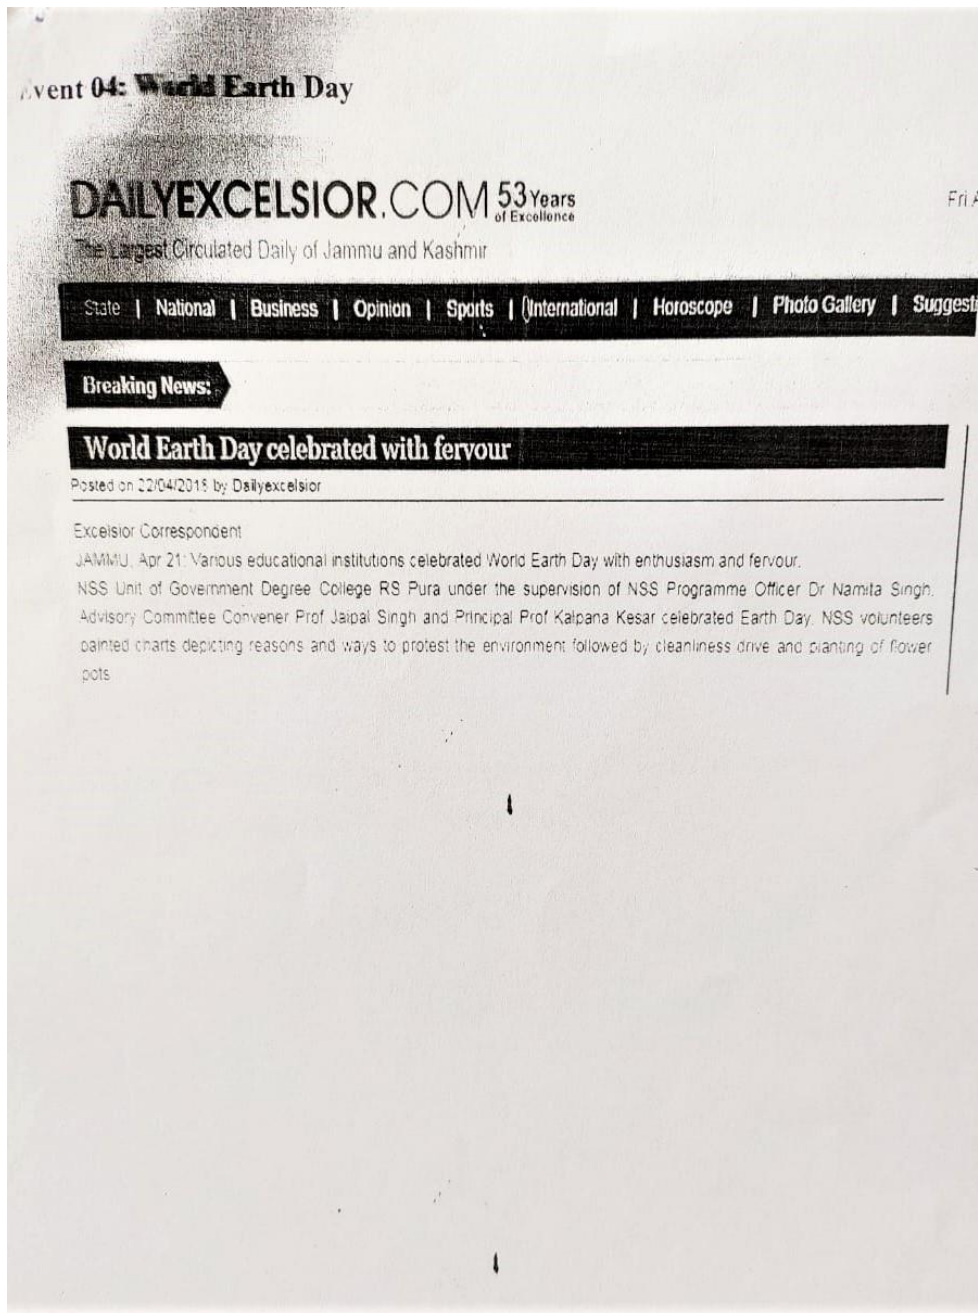 vent 04: World Earth Day
DAILYEXCELSIOR.COM 53 Years
of Excellence
Fri A
The Largest Circulated Daily of Jammu and Kashmir
State | National | Business | Opinion | Sports | International | Horoscope | Photo Gallery | Suggesti
Breaking News:
World Earth Day celebrated with fervour
Posted on by Dailyexcelsior
Excelsior Correspondent
JAMMU, Apr 21: Various educational institutions celebrated World Earth Day with enthusiasm and fervour.
NSS Unit of Government Degree College RS Pura under the supervision of NSS Programme Officer Dr Namita Singh,
Advisory Committee Convener Prof Jaipal Singh and Principal Prof Kalpana Kesar celebrated Earth Day. NSS volunteers
painted charts depicting reasons and ways to protest the environment followed by cleanliness drive and planting of flower
pots